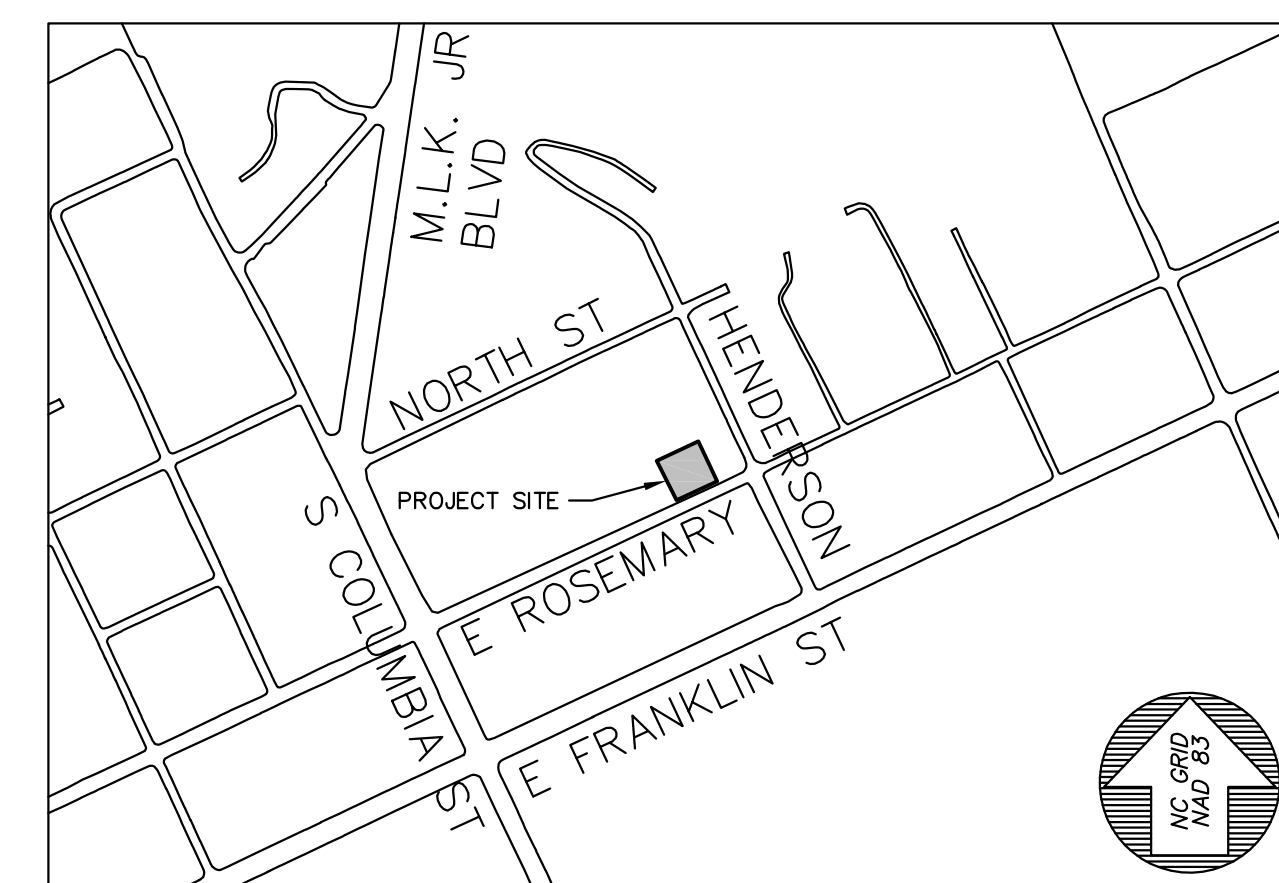 M.L.K. JR
BLVD
NORTH ST
HENDERSON
PROJECT SITE
S COLUMBIA ST
E ROSEMARY
E FRANKLIN ST
NC GRID
NAD 83